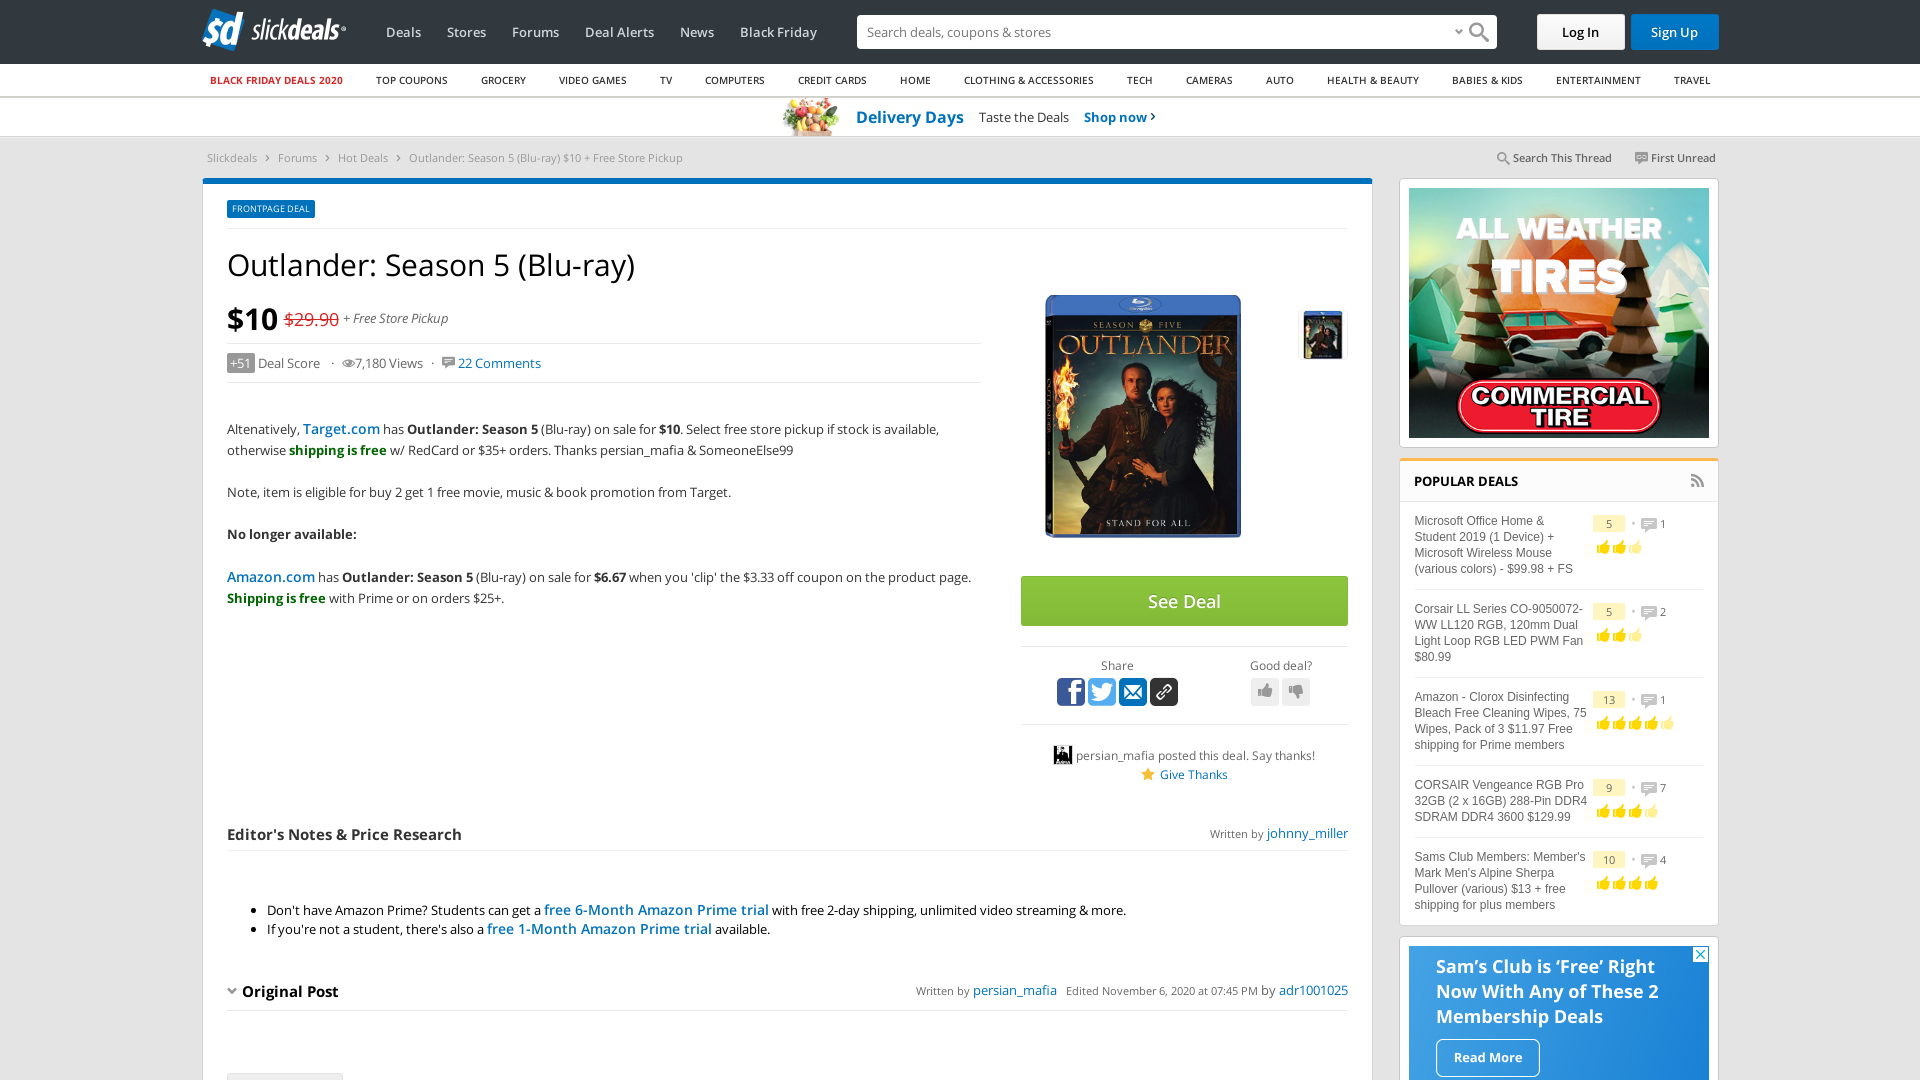 slickdeals
Deals Stores Forums Deal Alerts News Black Friday
Search deals, coupons & stores
Log In Sign Up
BLACK FRIDAY DEALS 2020 TOP COUPONS GROCERY VIDEO GAMES TV COMPUTERS CREDIT CARDS HOME CLOTHING & ACCESSORIES TECH CAMERAS AUTO HEALTH & BEAUTY BABIES & KIDS ENTERTAINMENT TRAVEL
Delivery Days Taste the Deals Shop now
Slickdeals Forums Hot Deals Outlander: Season 5 (Blu-ray) $10 + Free Store Pickup
Search This Thread First Unread
FRONTPAGE DEAL
Outlander: Season 5 (Blu-ray)
$10 $29.90 + Free Store Pickup
+51 Deal Score · 7,180 Views · 22 Comments
Altenatively, Target.com has Outlander: Season 5 (Blu-ray) on sale for $10. Select free store pickup if stock is available,
otherwise shipping is free w/ RedCard or $35+ orders. Thanks persian_mafia & SomeoneElse99
Note, item is eligible for buy 2 get 1 free movie, music & book promotion from Target.
No longer available:
Amazon.com has Outlander: Season 5 (Blu-ray) on sale for $6.67 when you 'clip' the $3.33 off coupon on the product page.
Shipping is free with Prime or on orders $25+.
SEASON FIVE
OUTLANDER
STAND FOR ALL
See Deal
Share
Good deal?
persian_mafia posted this deal. Say thanks!
Give Thanks
Editor's Notes & Price Research
Written by johnny_miller
Don't have Amazon Prime? Students can get a free 6-Month Amazon Prime trial with free 2-day shipping, unlimited video streaming & more.
If you're not a student, there's also a free 1-Month Amazon Prime trial available.
Original Post
Written by persian_mafia Edited November 6, 2020 at 07:45 PM by adr1001025
ALL WEATHER
TIRES
COMMERCIAL
TIRE
POPULAR DEALS
Microsoft Office Home &
Student 2019 (1 Device) +
Microsoft Wireless Mouse
(various colors) - $99.98 + FS
5 • 1
Corsair LL Series CO-9050072-
WW LL120 RGB, 120mm Dual
Light Loop RGB LED PWM Fan
$80.99
5 • 2
Amazon - Clorox Disinfecting
Bleach Free Cleaning Wipes, 75
Wipes, Pack of 3 $11.97 Free
shipping for Prime members
13 • 1
CORSAIR Vengeance RGB Pro
32GB (2 x 16GB) 288-Pin DDR4
SDRAM DDR4 3600 $129.99
9 • 7
Sams Club Members: Member's
Mark Men's Alpine Sherpa
Pullover (various) $13 + free
shipping for plus members
10 • 4
Sam's Club is 'Free' Right
Now With Any of These 2
Membership Deals
Read More